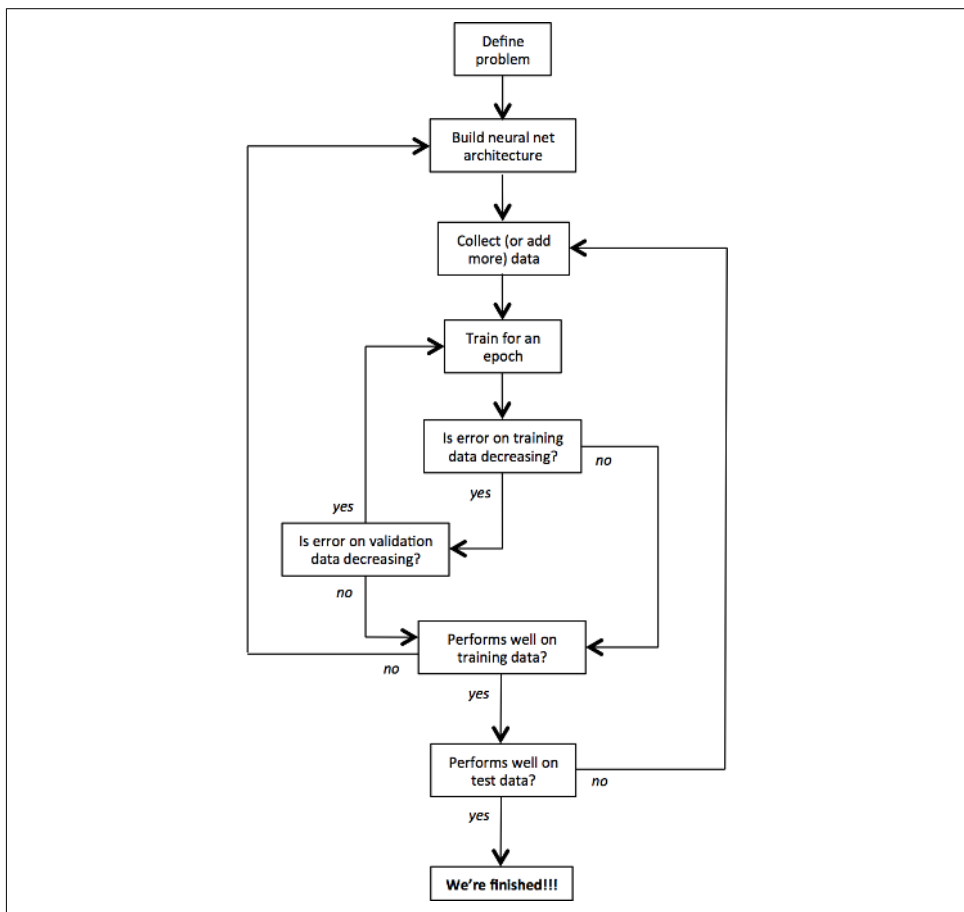 Define
problem
Build neural net
architecture
Collect (or add
more) data
Train for an
epoch
Is error on training
data decreasing?
no
yes
yes
Is error on validation
data decreasing?
no
Performs well on
training data?
no
yes
Performs well on
test data?
no
yes
We're finished!!!